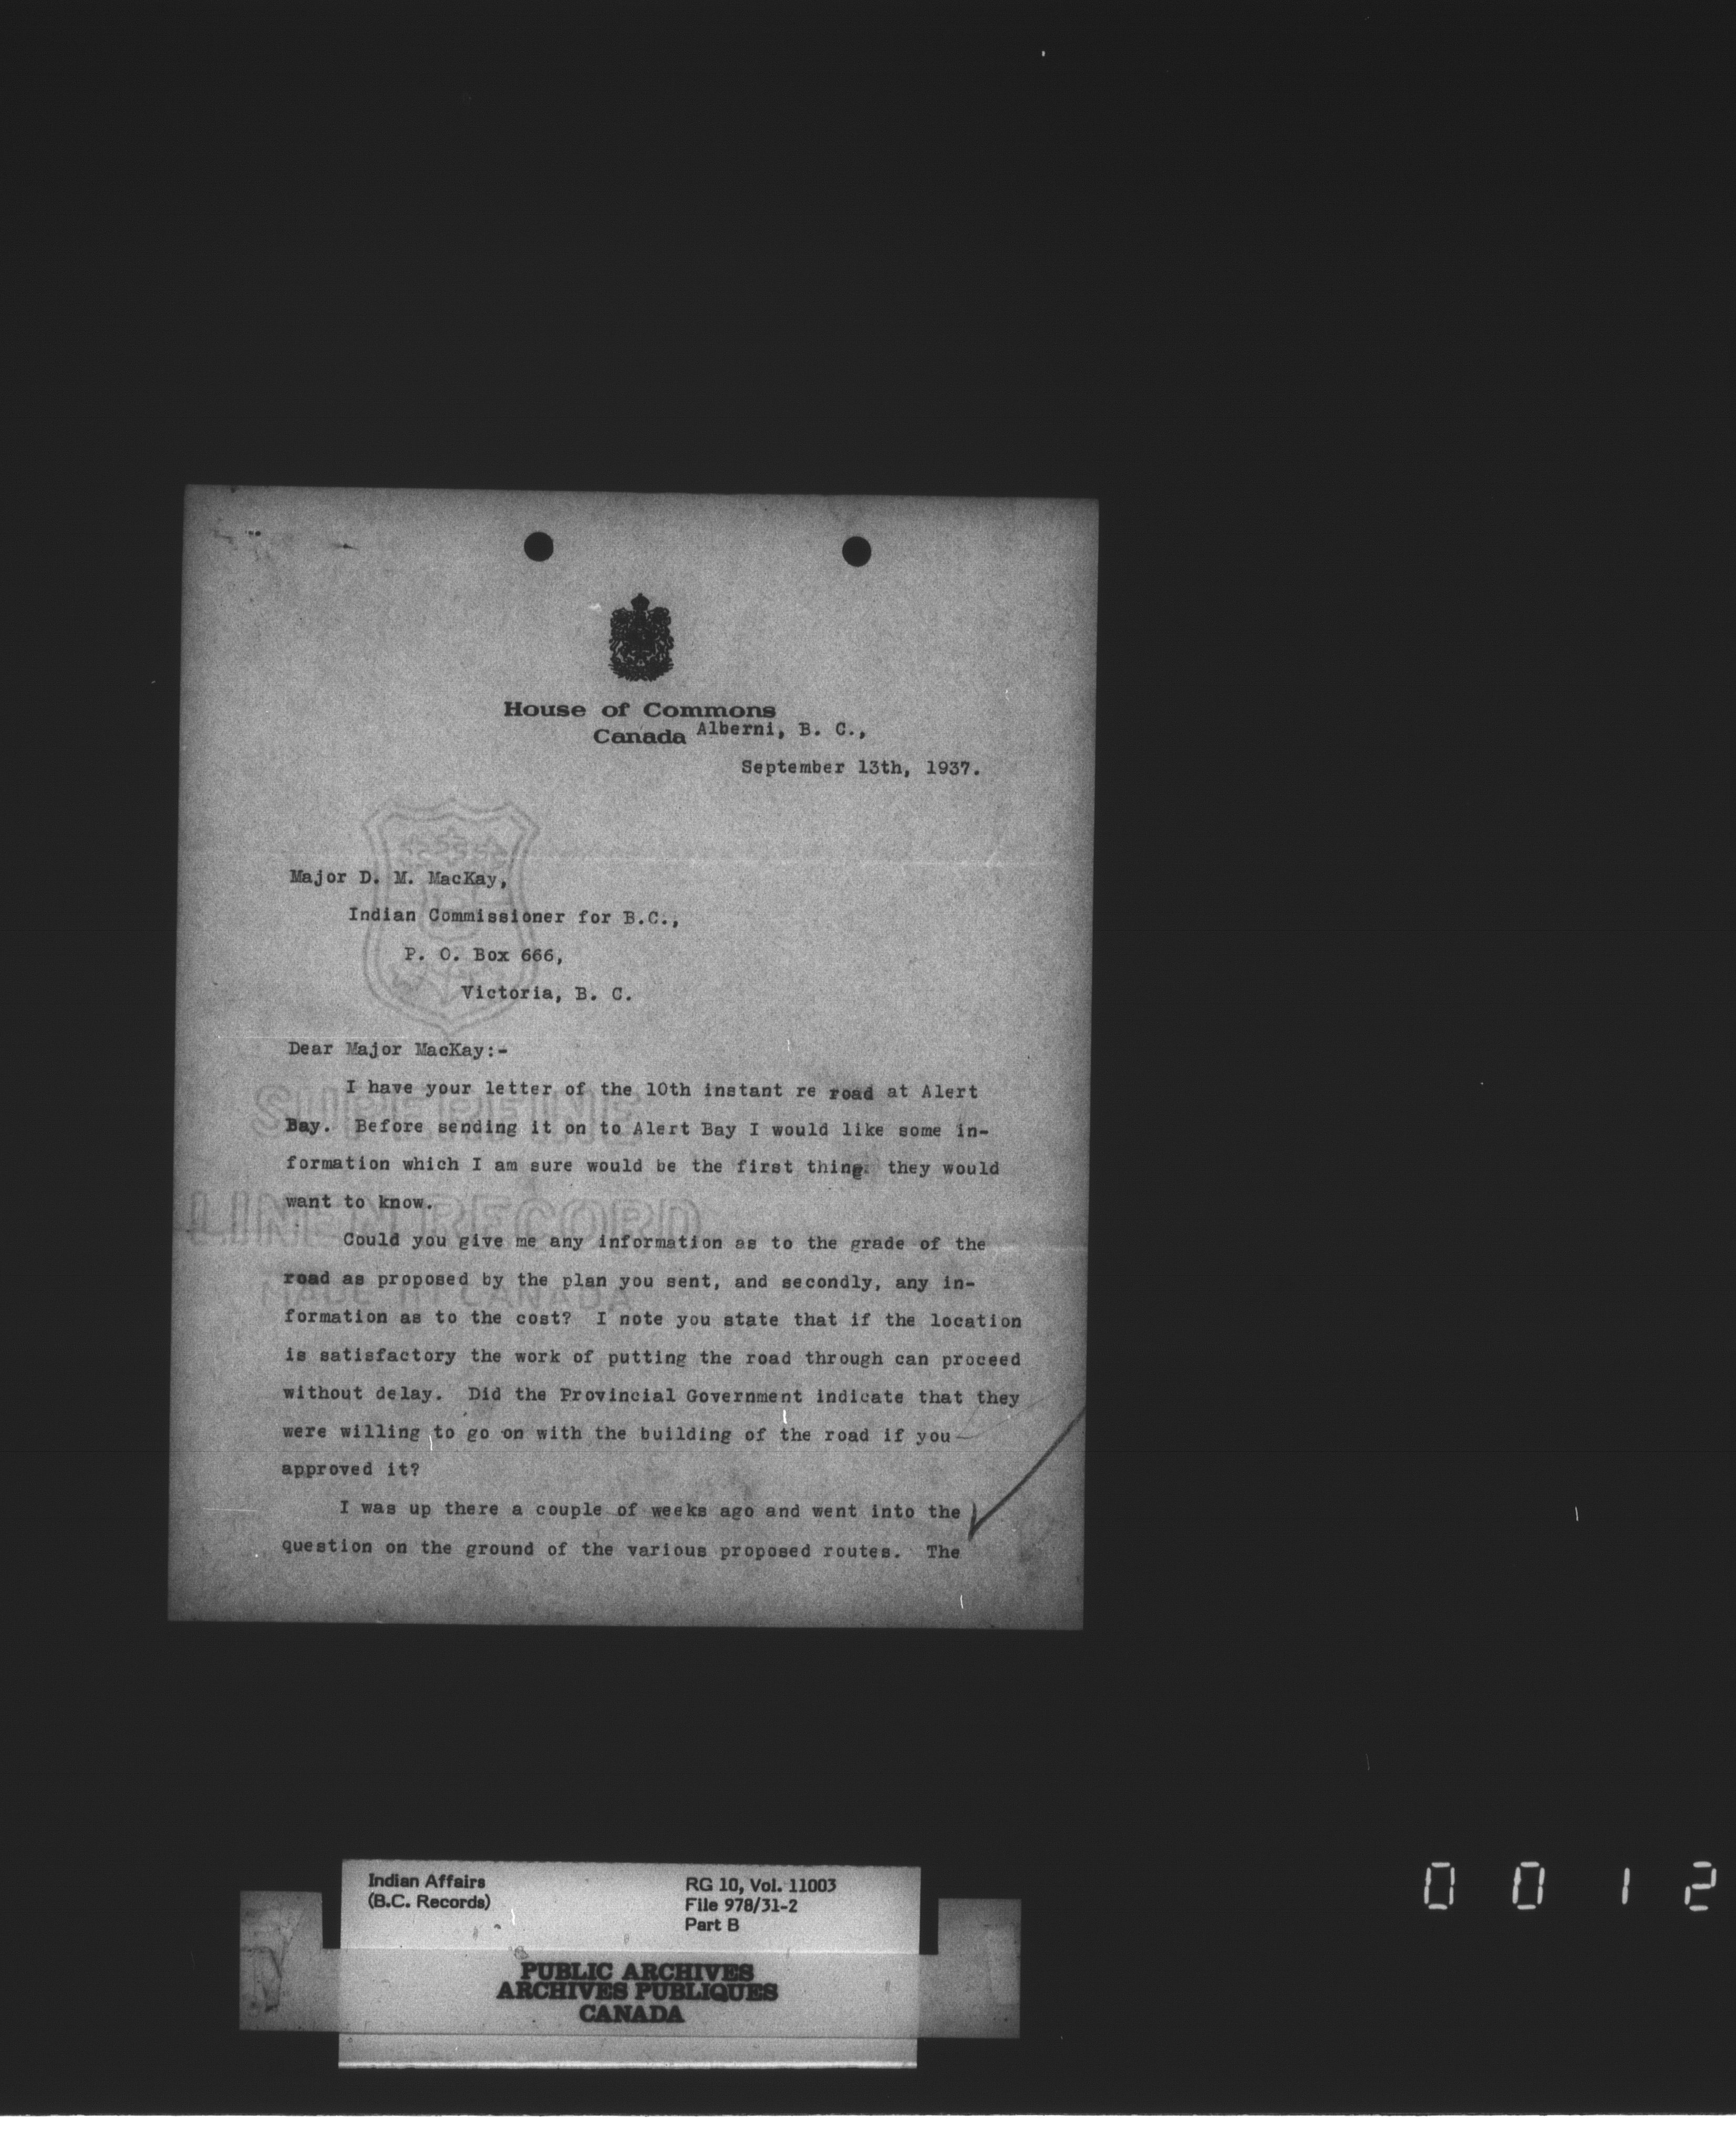 House of Commons
Canada
Alberni, B. C.,
September 13th, 1937.
Major D. M. MacKay,
Indian Commissioner for B.C.,
P. O. Box 666,
Victoria, B. C.
Dear Major MacKay:-
I have your letter of the 10th instant re road at Alert
Bay. Before sending it on to Alert Bay I would like some in-
formation which I am sure would be the first thing they would
want to know.
Could you give me any information as to the grade of the
road as proposed by the plan you sent, and secondly, any in-
formation as to the cost? I note you state that if the location
is satisfactory the work of putting the road through can proceed
without delay. Did the Provincial Government indicate that they
were willing to go on with the building of the road if you
approved it?
I was up there a couple of weeks ago and went into the
question on the ground of the various proposed routes. The
SUPERFINE
LINEN RECORD
MADE IN CANADA
Indian Affairs
(B.C. Records)
RG 10, Vol. 11003
File 978/31-2
Part B
PUBLIC ARCHIVES
ARCHIVES PUBLIQUES
CANADA
0012